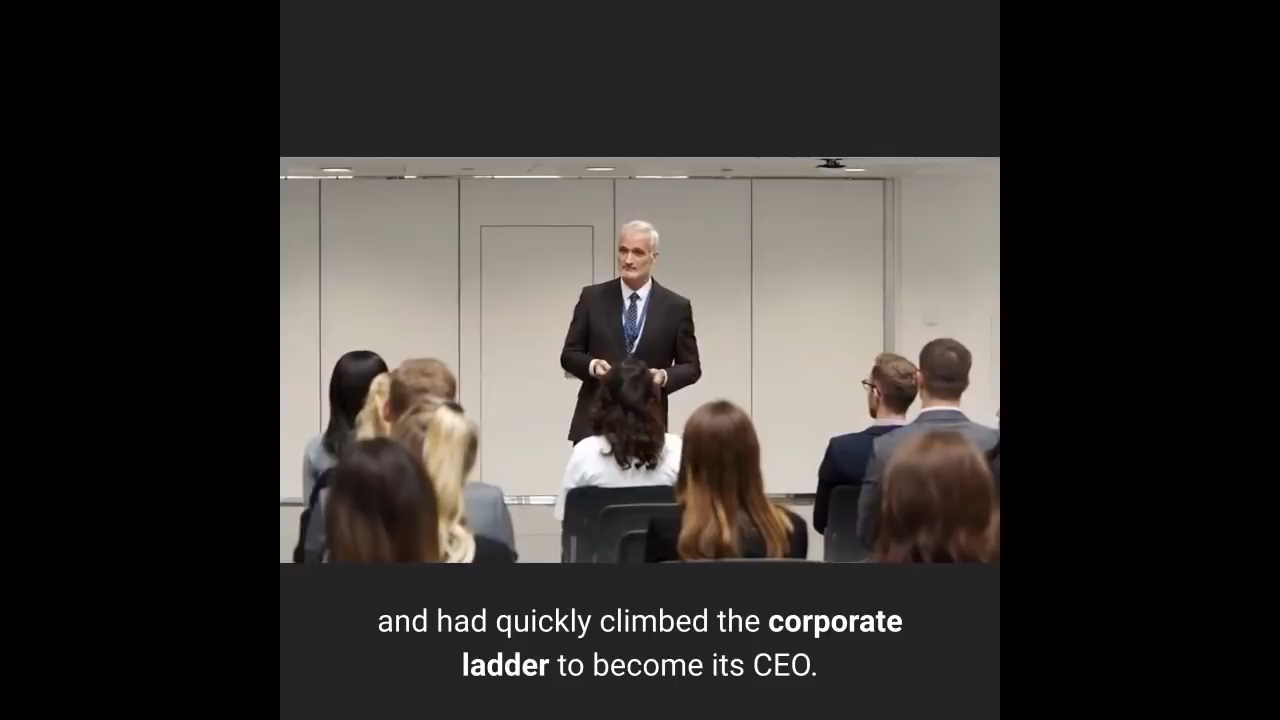 and had quickly climbed the corporate
ladder to become its CEO.